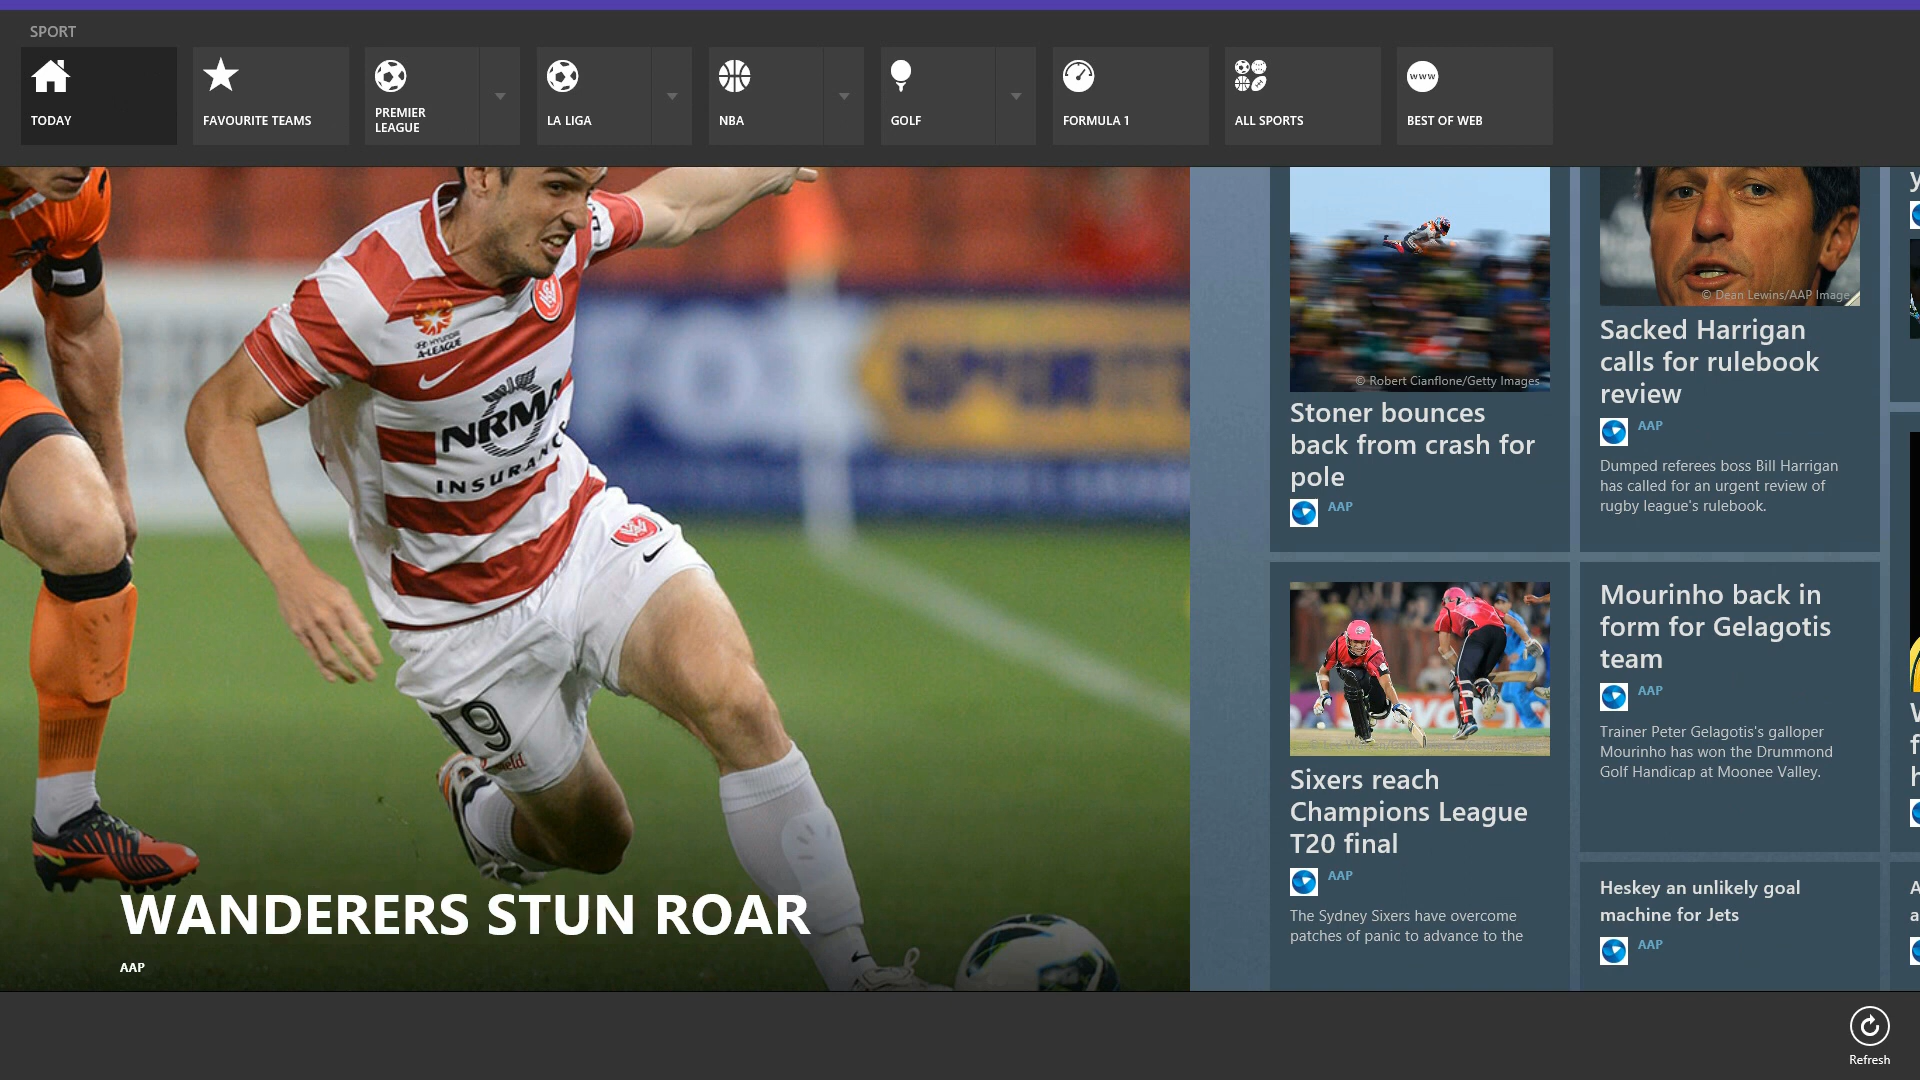 SPORT
TODAY
FAVOURITE TEAMS
PREMIER
LEAGUE
LA LIGA
NBA
GOLF
FORMULA 1
ALL SPORTS
www
BEST OF WEB
HYUNDAI
A-LEAGUE
NRMA
INSURANCE
19
WANDERERS STUN ROAR
AAP
© Robert Cianflone/Getty Images
Stoner bounces
back from crash for
pole
AAP
Sixers reach
Champions League
T20 final
AAP
The Sydney Sixers have overcome
patches of panic to advance to the
© Dean Lewins/AAP Image
Sacked Harrigan
calls for rulebook
review
AAP
Dumped referees boss Bill Harrigan
has called for an urgent review of
rugby league's rulebook.
Mourinho back in
form for Gelagotis
team
AAP
Trainer Peter Gelagotis's galloper
Mourinho has won the Drummond
Golf Handicap at Moonee Valley.
Heskey an unlikely goal
machine for Jets
AAP
Refresh